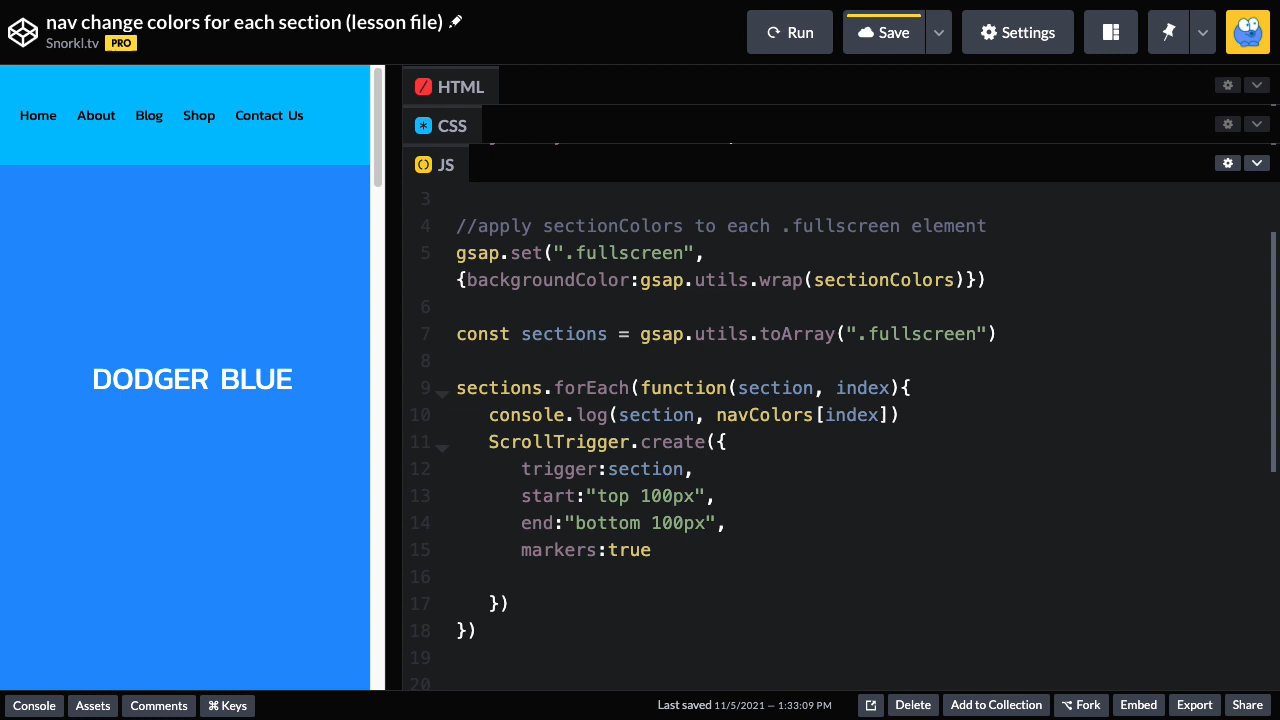 nav change colors for each section (lesson file)
Snorkl.tv PRO
Run
Save
Settings
Home About Blog Shop Contact Us
DODGER BLUE
HTML
CSS
JS
3
4 //apply sectionColors to each .fullscreen element
5 gsap.set(".fullscreen",
{backgroundColor:gsap.utils.wrap(sectionColors)})
6
7 const sections = gsap.utils.toArray(".fullscreen")
8
9 sections.forEach(function(section, index){
10 console.log(section, navColors[index])
11 ScrollTrigger.create({
12 trigger:section,
13 start:"top 100px",
14 end:"bottom 100px",
15 markers:true
16
17 })
18 })
19
20
Console Assets Comments ⌘ Keys Last saved 11/5/2021 — 1:33:09 PM Delete Add to Collection ⌥ Fork Embed Export Share